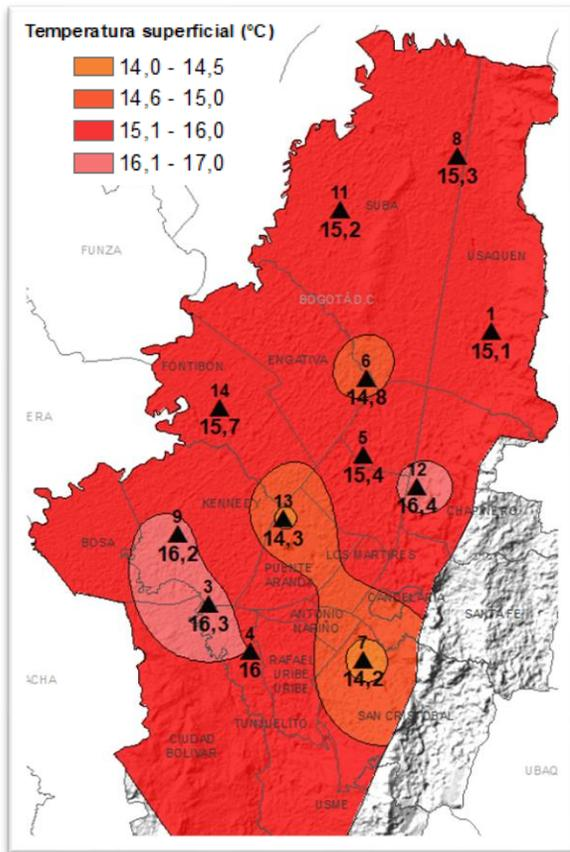 Temperatura superficial (ºC)
14,0 - 14,5
14,6 - 15,0
15,1 - 16,0
16,1 - 17,0
8
15,3
11
SUBA
15,2
FUNZA
USAQUEN
BOGOTÁ D.C
1
15,1
ENGATIVA
6
14,8
FONTIBON
14
15,7
ERA
5
15,4
12
16,4
CHAPINERO
KENNEDY
13
14,3
9
BOSA
16,2
LOS MARTIRES
PUENTE
ARANDA
CANDELARIA
3
16,3
ANTONIO
NARIÑO
SANTA FE
4
16
7
14,2
RAFAEL
URIBE
URIBE
ACHA
SAN CRISTOBAL
TUNJUELITO
CIUDAD
BOLIVAR
UBAQ
USME